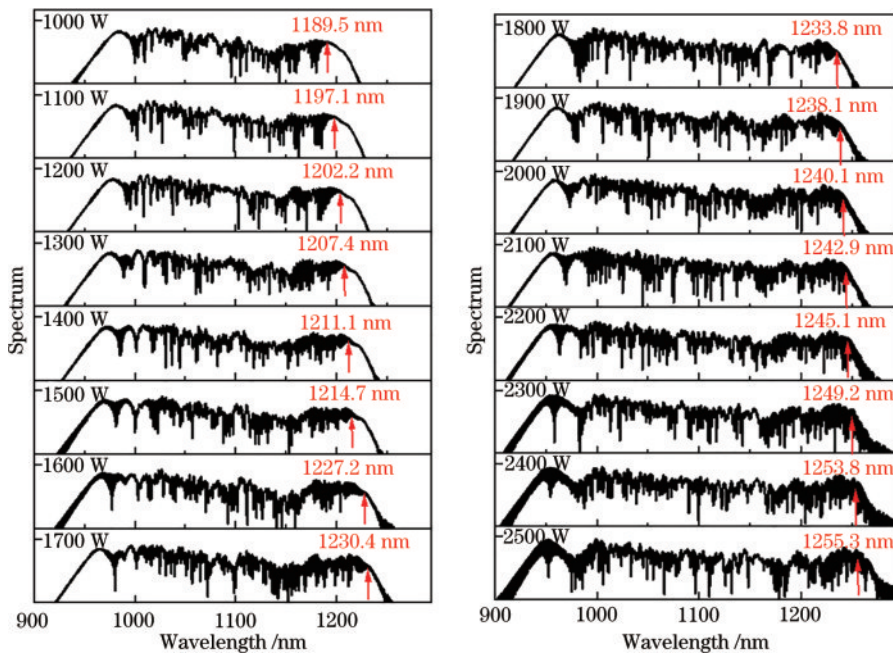 1000 W
1189.5 nm
1100 W
1197.1 nm
1200 W
1202.2 nm
1300 W
1207.4 nm
1400 W
1211.1 nm
1500 W
1214.7 nm
1600 W
1227.2 nm
1700 W
1230.4 nm
Spectrum
900 1000 1100 1200
Wavelength /nm
1800 W
1233.8 nm
1900 W
1238.1 nm
2000 W
1240.1 nm
2100 W
1242.9 nm
2200 W
1245.1 nm
2300 W
1249.2 nm
2400 W
1253.8 nm
2500 W
1255.3 nm
Spectrum
900 1000 1100 1200
Wavelength /nm